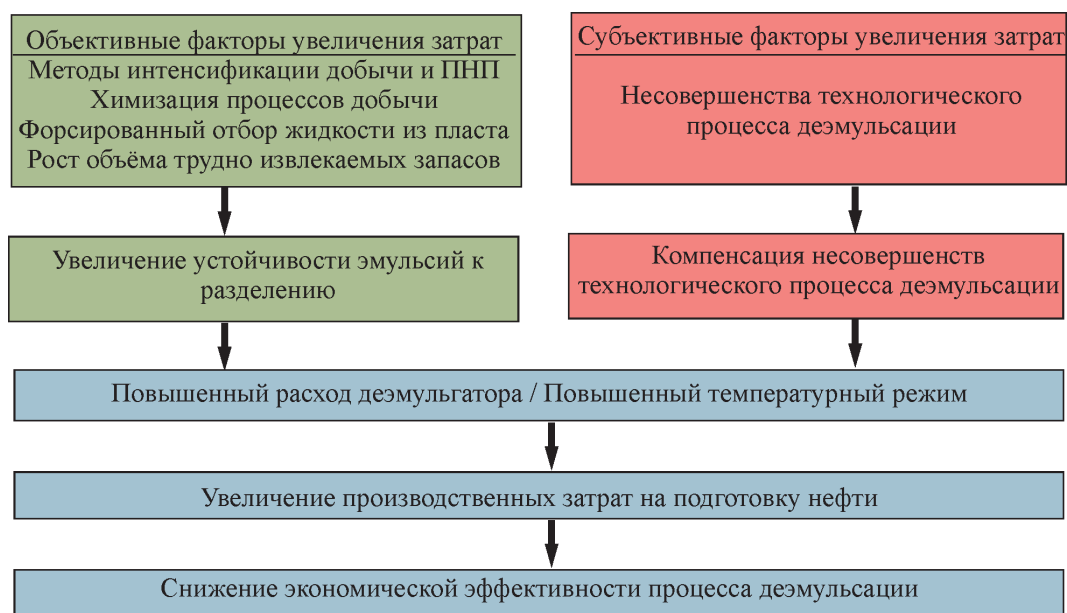 Объективные факторы увеличения затрат
Методы интенсификации добычи и ПНП
Химизация процессов добычи
Форсированный отбор жидкости из пласта
Рост объёма трудно извлекаемых запасов
Субъективные факторы увеличения затрат
Несовершенства технологического
процесса деэмульсации
Увеличение устойчивости эмульсий к
разделению
Компенсация несовершенств
технологического процесса деэмульсации
Повышенный расход деэмульгатора / Повышенный температурный режим
Увеличение производственных затрат на подготовку нефти
Снижение экономической эффективности процесса деэмульсации